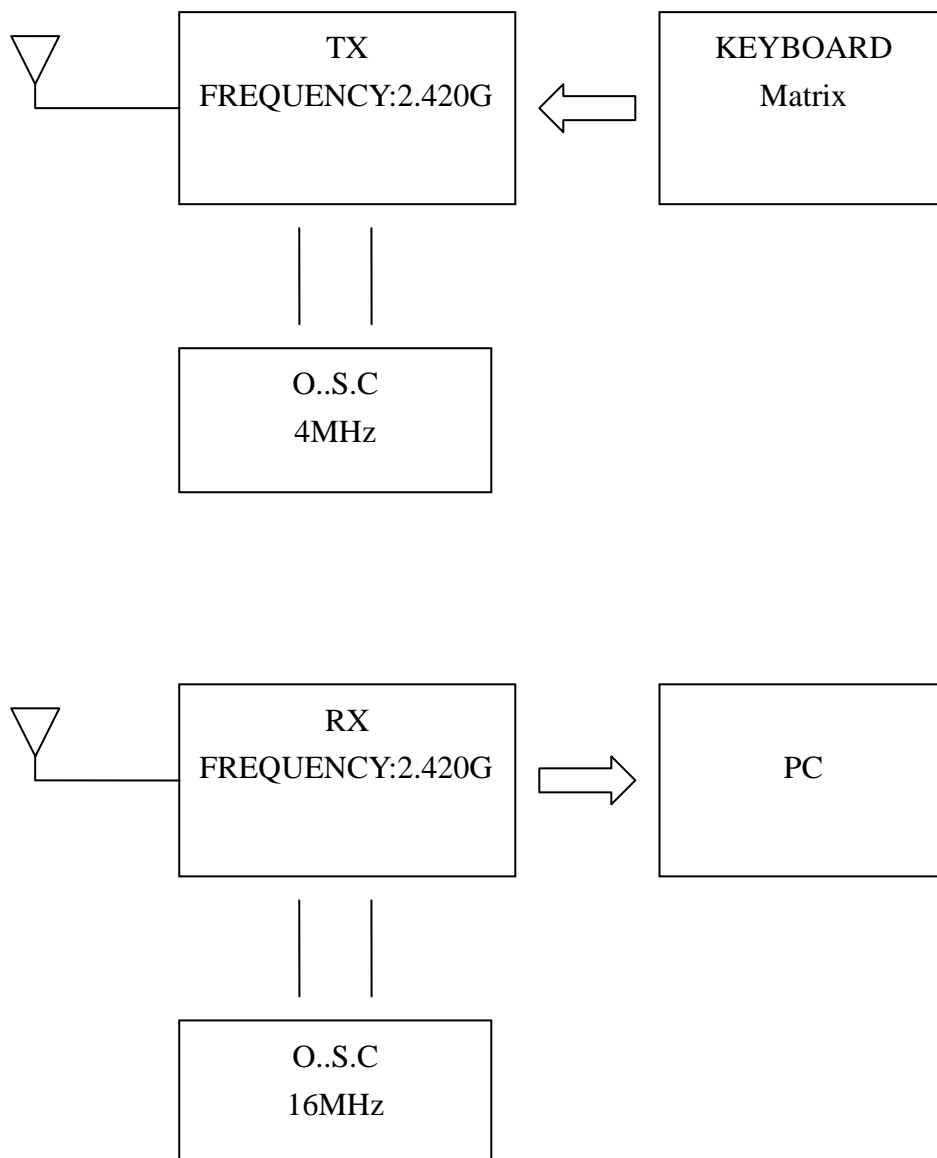 TX
FREQUENCY:2.420G
KEYBOARD
Matrix
O..S.C
4MHz
RX
FREQUENCY:2.420G
PC
O..S.C
16MHz